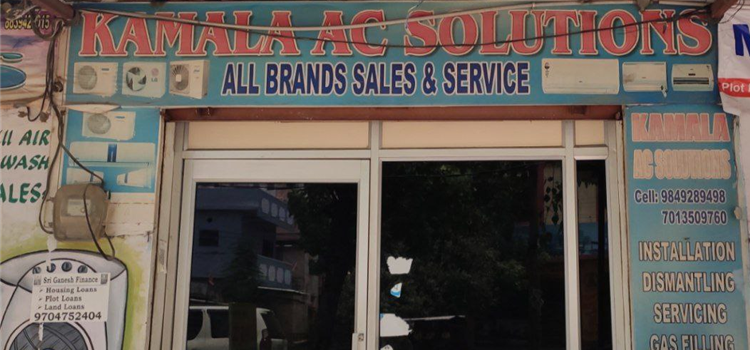 KAMALA AC SOLUTIONS
ALL BRANDS SALES & SERVICE
AIR
WASH
KAMALA
AC SOLUTIONS
Cell: 9849289498
7013509760
INSTALLATION
DISMANTLING
SERVICING
GAS FILLING
Sri Ganesh Finance
Housing Loans
Plot Loans
Land Loans
9704752404
Plot